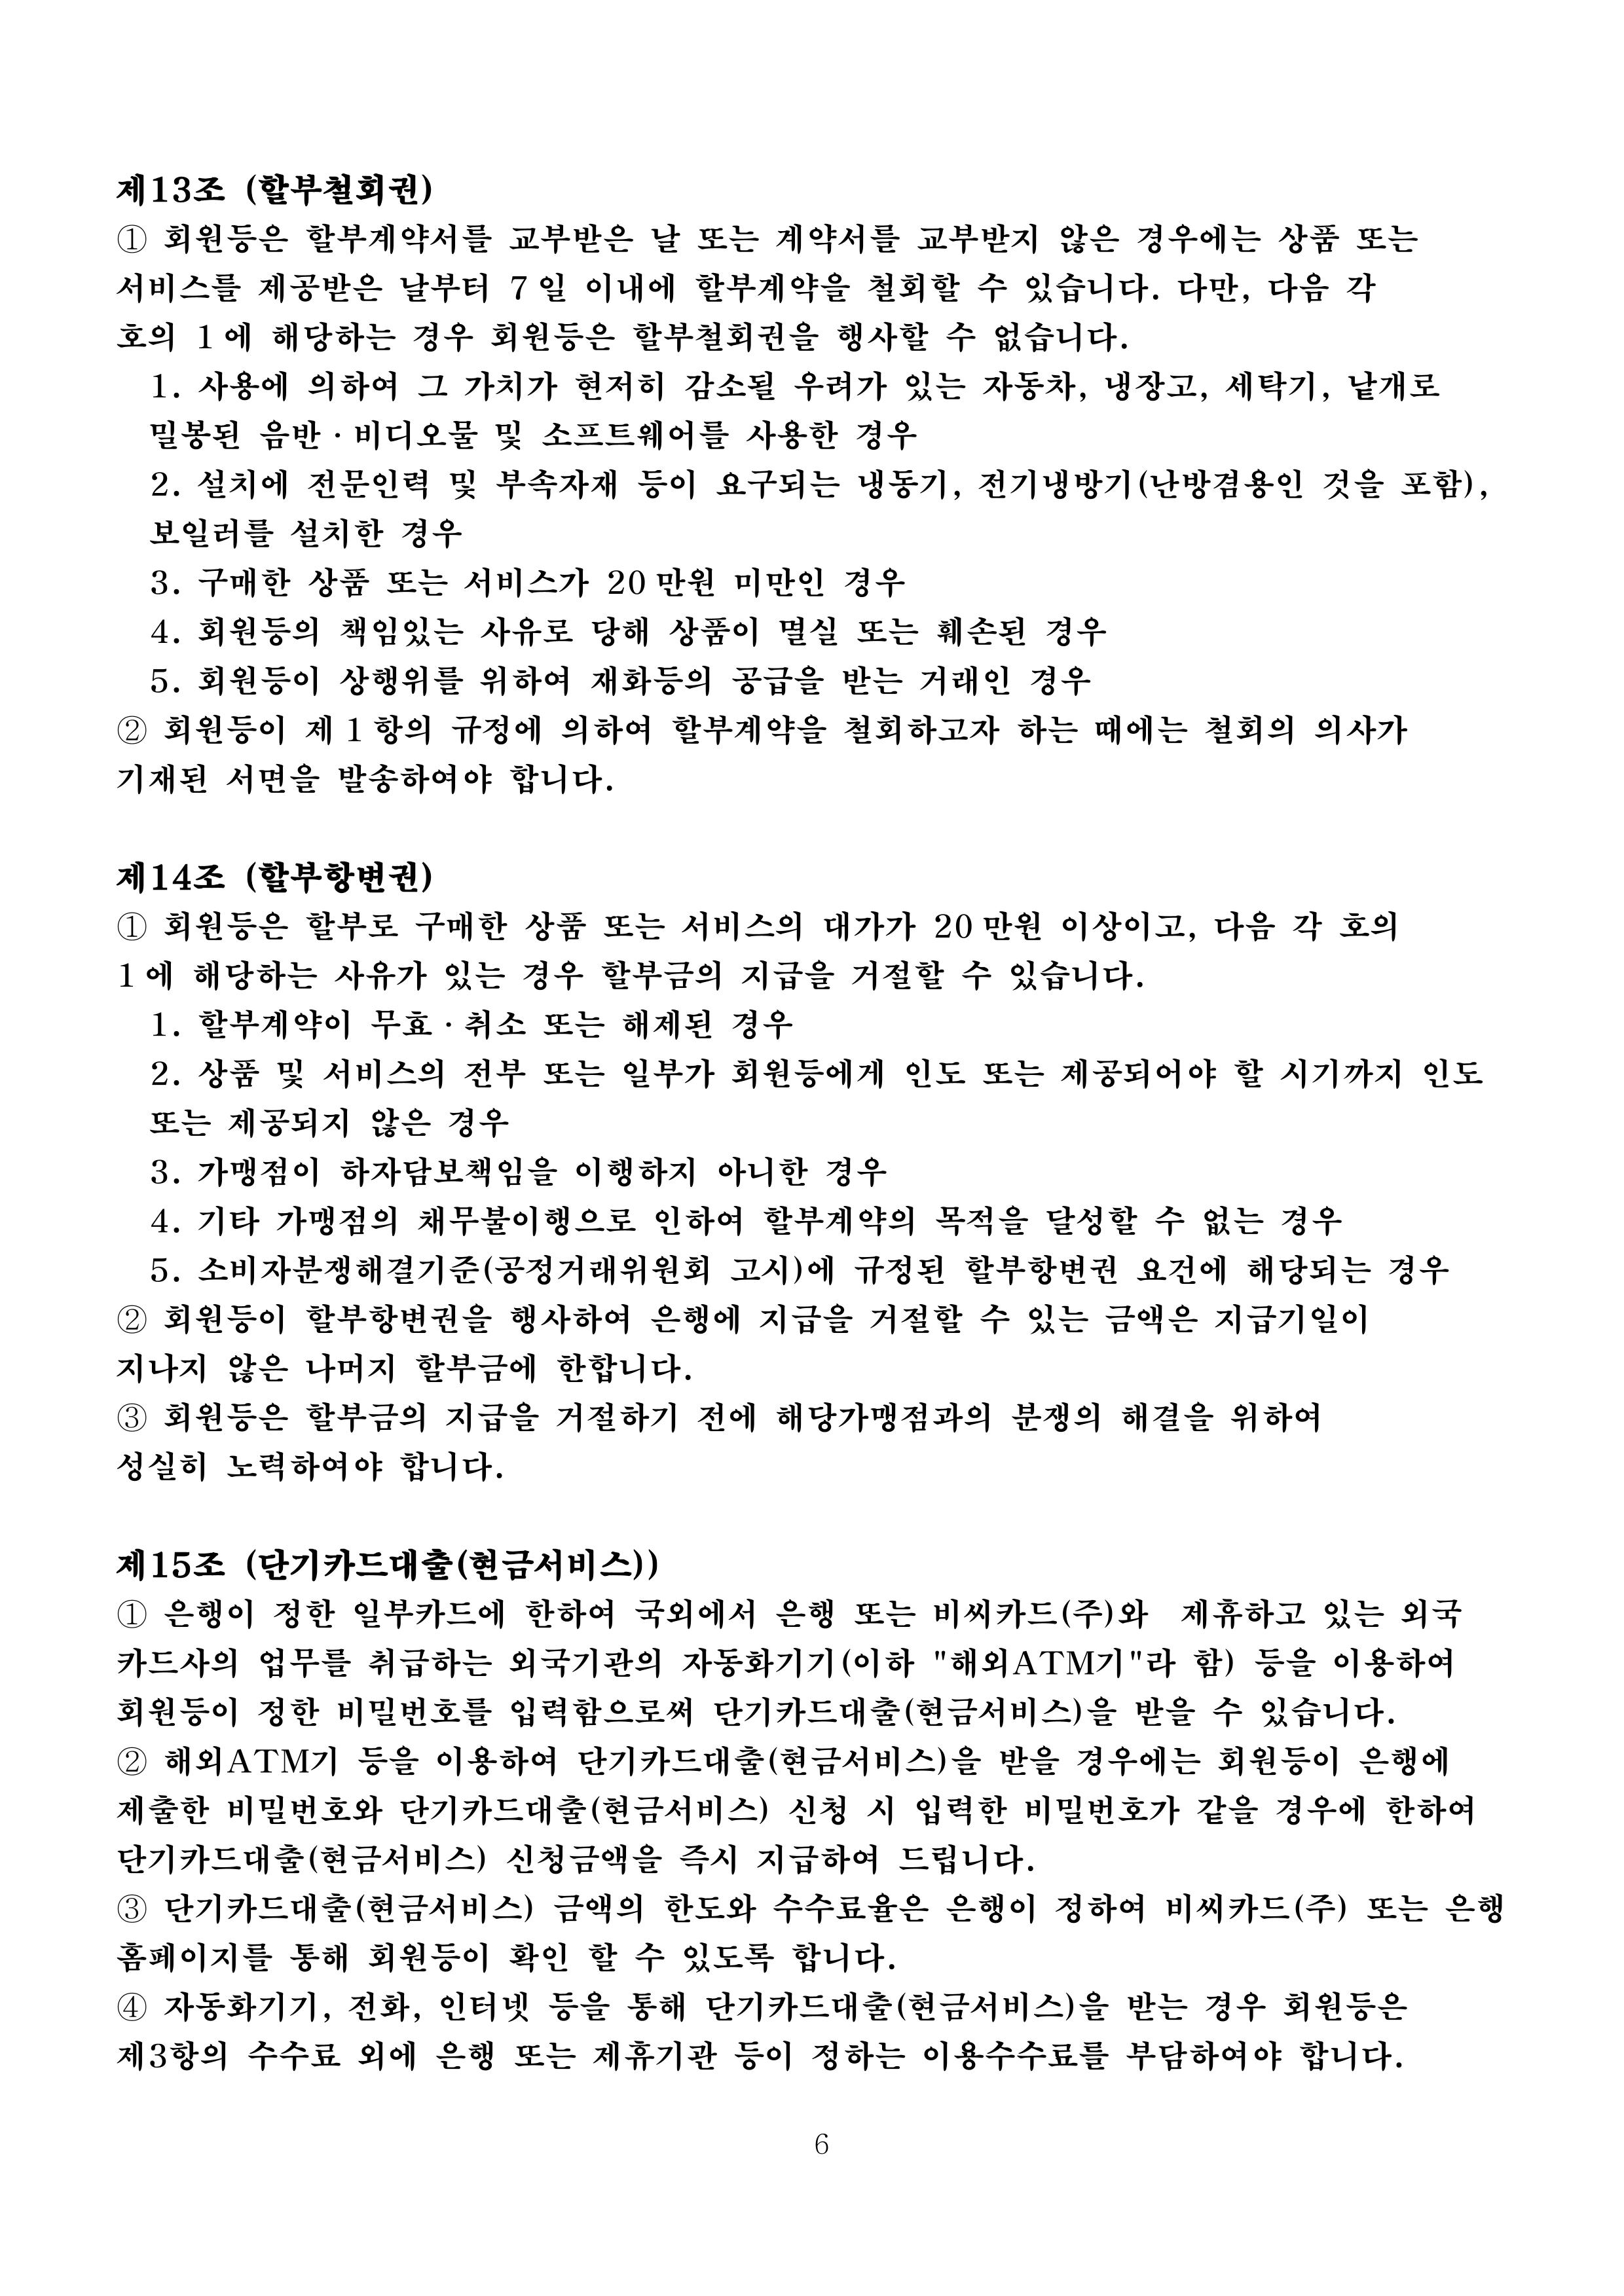 제13조 (할부철회권)
① 회원등은 할부계약서를 교부받은 날 또는 계약서를 교부받지 않은 경우에는 상품 또는
서비스를 제공받은 날부터 7 일 이내에 할부계약을 철회할 수 있습니다. 다만, 다음 각
호의 1 에 해당하는 경우 회원등은 할부철회권을 행사할 수 없습니다.
1. 사용에 의하여 그 가치가 현저히 감소될 우려가 있는 자동차, 냉장고, 세탁기, 낱개로
밀봉된 음반·비디오물 및 소프트웨어를 사용한 경우
2. 설치에 전문인력 및 부속자재 등이 요구되는 냉동기, 전기냉방기(난방겸용인 것을 포함),
보일러를 설치한 경우
3. 구매한 상품 또는 서비스가 20 만원 미만인 경우
4. 회원등의 책임있는 사유로 당해 상품이 멸실 또는 훼손된 경우
5. 회원등이 상행위를 위하여 재화등의 공급을 받는 거래인 경우
② 회원등이 제 1 항의 규정에 의하여 할부계약을 철회하고자 하는 때에는 철회의 의사가
기재된 서면을 발송하여야 합니다.
제14조 (할부항변권)
① 회원등은 할부로 구매한 상품 또는 서비스의 대가가 20 만원 이상이고, 다음 각 호의
1 에 해당하는 사유가 있는 경우 할부금의 지급을 거절할 수 있습니다.
1. 할부계약이 무효·취소 또는 해제된 경우
2. 상품 및 서비스의 전부 또는 일부가 회원등에게 인도 또는 제공되어야 할 시기까지 인도
또는 제공되지 않은 경우
3. 가맹점이 하자담보책임을 이행하지 아니한 경우
4. 기타 가맹점의 채무불이행으로 인하여 할부계약의 목적을 달성할 수 없는 경우
5. 소비자분쟁해결기준(공정거래위원회 고시)에 규정된 할부항변권 요건에 해당되는 경우
② 회원등이 할부항변권을 행사하여 은행에 지급을 거절할 수 있는 금액은 지급기일이
지나지 않은 나머지 할부금에 한합니다.
③ 회원등은 할부금의 지급을 거절하기 전에 해당가맹점과의 분쟁의 해결을 위하여
성실히 노력하여야 합니다.
제15조 (단기카드대출(현금서비스))
① 은행이 정한 일부카드에 한하여 국외에서 은행 또는 비씨카드(주)와 제휴하고 있는 외국
카드사의 업무를 취급하는 외국기관의 자동화기기(이하 "해외ATM기"라 함) 등을 이용하여
회원등이 정한 비밀번호를 입력함으로써 단기카드대출(현금서비스)을 받을 수 있습니다.
② 해외ATM기 등을 이용하여 단기카드대출(현금서비스)을 받을 경우에는 회원등이 은행에
제출한 비밀번호와 단기카드대출(현금서비스) 신청 시 입력한 비밀번호가 같을 경우에 한하여
단기카드대출(현금서비스) 신청금액을 즉시 지급하여 드립니다.
③ 단기카드대출(현금서비스) 금액의 한도와 수수료율은 은행이 정하여 비씨카드(주) 또는 은행
홈페이지를 통해 회원등이 확인 할 수 있도록 합니다.
④ 자동화기기, 전화, 인터넷 등을 통해 단기카드대출(현금서비스)을 받는 경우 회원등은
제3항의 수수료 외에 은행 또는 제휴기관 등이 정하는 이용수수료를 부담하여야 합니다.
6